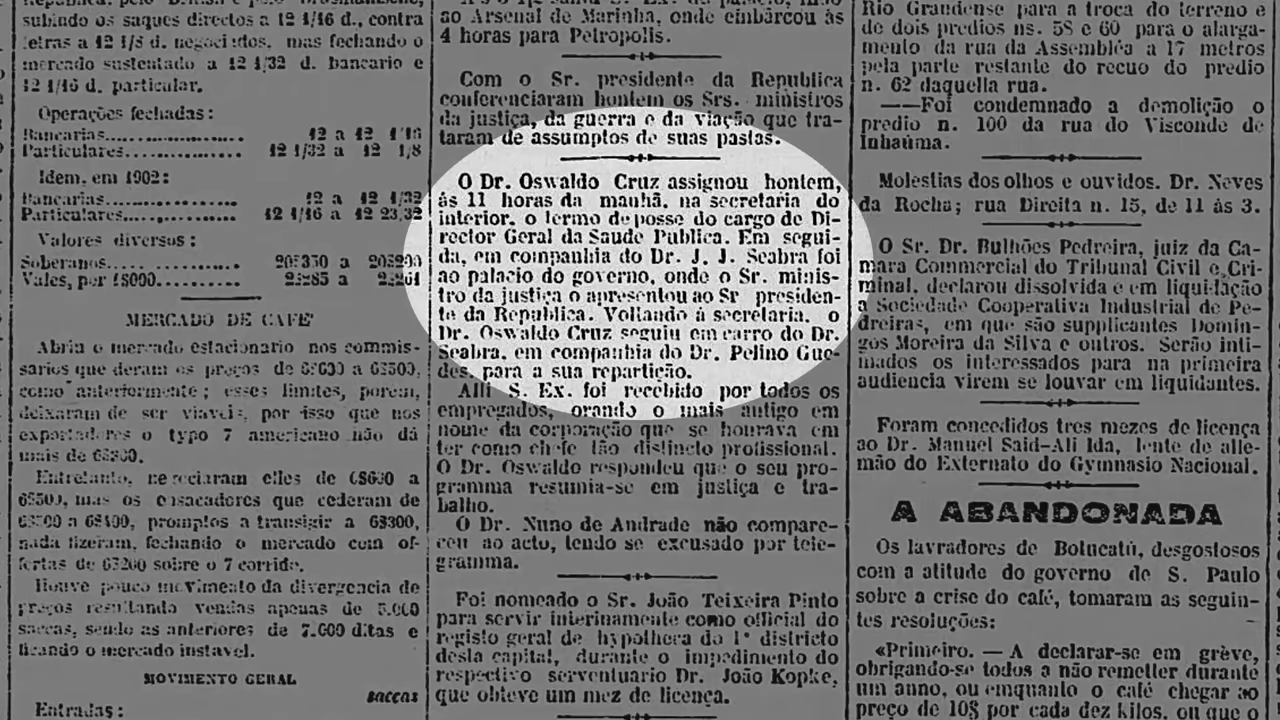 subindo os saques directos a 12 1/16 d., contra
letras a 12 1/8 d. negociados, mas fechando o
mercado sustentado a 12 1/32 d. bancario e
12 1/16 d. particular.
Operações fechadas:
Bancarias.................. 12 a 12 1/16
Particulares............... 12 1/32 a 12 1/8
Idem, em 1902:
Bancarias.................. 12 a 12 1/32
Particulares............... 12 1/16 a 12 23/32
Valores diversos:
Soberanos..................
Vales, por 1$000........... 2$285 a 2$261
MERCADO DE CAFE'
Abriu o mercado estacionario nos commis-
sarios que deram os preços de 6$600 a 6$500,
como anteriormente; esses limites, porem,
deixaram de ser viaveis, por isso que nos
exportadores o typo 7 americano não dá
mais de 6$300.
Entretanto, negociaram elles de 6$600 a
6$500, mas os ensacadores que cederam de
a 6$400, promptos a transigir a 6$300,
nada fizeram, fechando o mercado com of-
fertas de 6$200 sobre o 7 corrido.
Houve pouco movimento da divergencia de
preços resultando vendas apenas de 5.000
saccas, sendo as anteriores de 7.600 ditas e
ficando o mercado instavel.
MOVIMENTO GERAL
saccas
Entradas:
ao Arsenal de Marinha, onde embarcou ás
4 horas para Petropolis.
Com o Sr. presidente da Republica
conferenciaram hontem os Srs. ministros
da justiça, da guerra e da viação que tra-
taram de assumptos de suas pastas.
O Dr. Oswaldo Cruz assignou hontem,
ás 11 horas da manhã, na secretaria do
interior, o termo de posse do cargo de Di-
rector Geral da Saude Publica. Em segui-
da, em companhia do Dr. J. J. Seabra foi
ao palacio do governo, onde o Sr. minis-
tro da justiça o apresentou ao Sr presiden-
te da Republica. Voltando á secretaria, o
Dr. Oswaldo Cruz seguiu em carro do Dr.
Seabra, em companhia do Dr. Pelino Gue-
des, para a sua repartição.
Alli S. Ex. foi recebido por todos os
empregados, orando o mais antigo em
nome da corporação que se honrava em
ter como chefe tão distincto profissional.
O Dr. Oswaldo respondeu que o seu pro-
gramma resumia-se em justiça e tra-
balho.
O Dr. Nuno de Andrade não compare-
ceu ao acto, tendo se excusado por tele-
gramma.
Foi nomeado o Sr. João Teixeira Pinto
para servir interinamente como official do
registo geral de hypotheca do 1º districto
desta capital, durante o impedimento do
respectivo serventuario Dr. João Kopke,
que obteve um mez de licença.
Rio Grandense para a troca do terreno e
de dois predios ns. 58 e 60 para o alarga-
mento da rua da Assembléa a 17 metros
pela parte restante do recuo do predio
n. 62 daquella rua.
——Foi condemnado a demolição o
predio n. 100 da rua do Visconde de
Inhaúma.
Molestias dos olhos e ouvidos. Dr. Neves
da Rocha; rua Direita n. 15, de 11 ás 3.
O Sr. Dr. Bulhões Pedreira, juiz da Ca-
mara Commercial do Tribunal Civil e Cri-
minal, declarou dissolvida e em liquidação
a Sociedade Cooperativa Industrial de Pe-
dreiras, em que são supplicantes Domin-
gos Moreira da Silva e outros. Serão inti-
mados os interessados para na primeira
audiencia virem se louvar em liquidantes.
Foram concedidos tres mezes de licença
ao Dr. Manuel Said-Ali Ida, lente de alle-
mão do Externato do Gymnasio Nacional.
A ABANDONADA
Os lavradores de Botucatú, desgostosos
com a atitude do governo de S. Paulo
sobre a crise do café, tomaram as seguin-
tes resoluções:
«Primeiro. — A declarar-se em grève,
obrigando-se todos a não remetter durante
um anno, ou emquanto o café chegar ao
preço de 10$ por cada dez kilos, ou que o